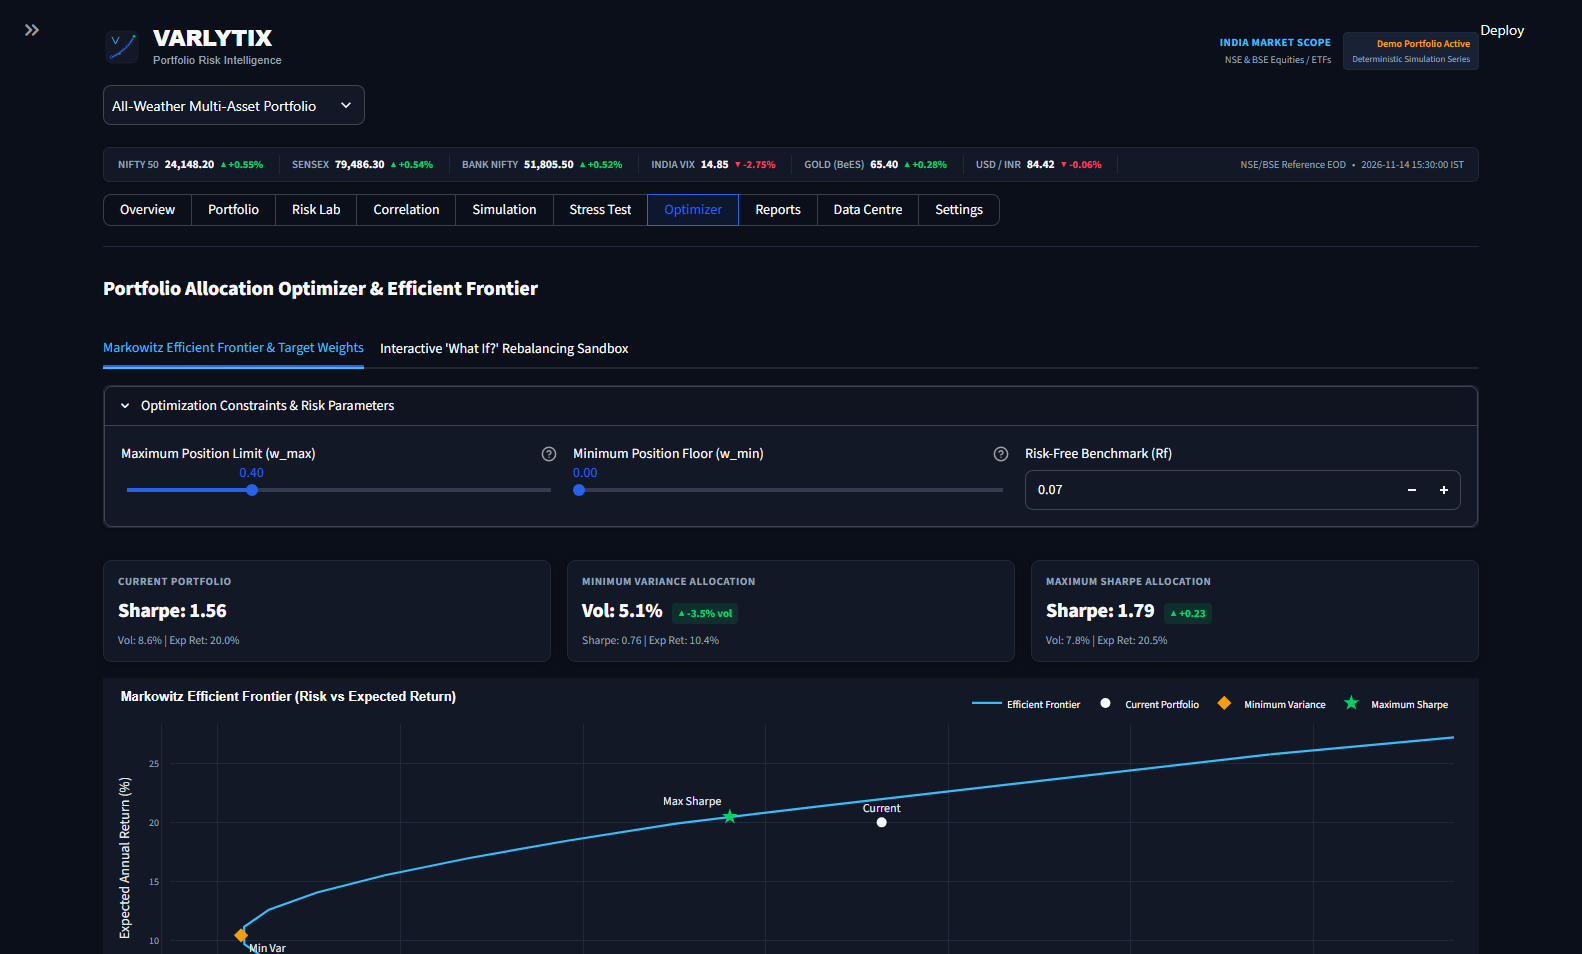 VARLYTIX
Portfolio Risk Intelligence
INDIA MARKET SCOPE
NSE & BSE Equities / ETFs
Demo Portfolio Active
Deterministic Simulation Series
Deploy
All-Weather Multi-Asset Portfolio
NIFTY 50 24,148.20 ▲ +0.55% SENSEX 79,486.30 ▲ +0.54% BANK NIFTY 51,805.50 ▲ +0.52% INDIA VIX 14.85 ▼ -2.75% GOLD (BeES) 65.40 ▲ +0.28% USD / INR 84.42 ▼ -0.06% NSE/BSE Reference EOD • 2026-11-14 15:30:00 IST
Overview Portfolio Risk Lab Correlation Simulation Stress Test Optimizer Reports Data Centre Settings
Portfolio Allocation Optimizer & Efficient Frontier
Markowitz Efficient Frontier & Target Weights Interactive 'What If?' Rebalancing Sandbox
Optimization Constraints & Risk Parameters
Maximum Position Limit (w_max)
0.40
Minimum Position Floor (w_min)
0.00
Risk-Free Benchmark (Rf)
0.07
CURRENT PORTFOLIO
Sharpe: 1.56
Vol: 8.6% | Exp Ret: 20.0%
MINIMUM VARIANCE ALLOCATION
Vol: 5.1% ▲ -3.5% vol
Sharpe: 0.76 | Exp Ret: 10.4%
MAXIMUM SHARPE ALLOCATION
Sharpe: 1.79 ▲ +0.23
Vol: 7.8% | Exp Ret: 20.5%
Markowitz Efficient Frontier (Risk vs Expected Return)
Efficient Frontier Current Portfolio Minimum Variance Maximum Sharpe
Expected Annual Return (%)
25
20
15
10
Max Sharpe
Current
Min Var